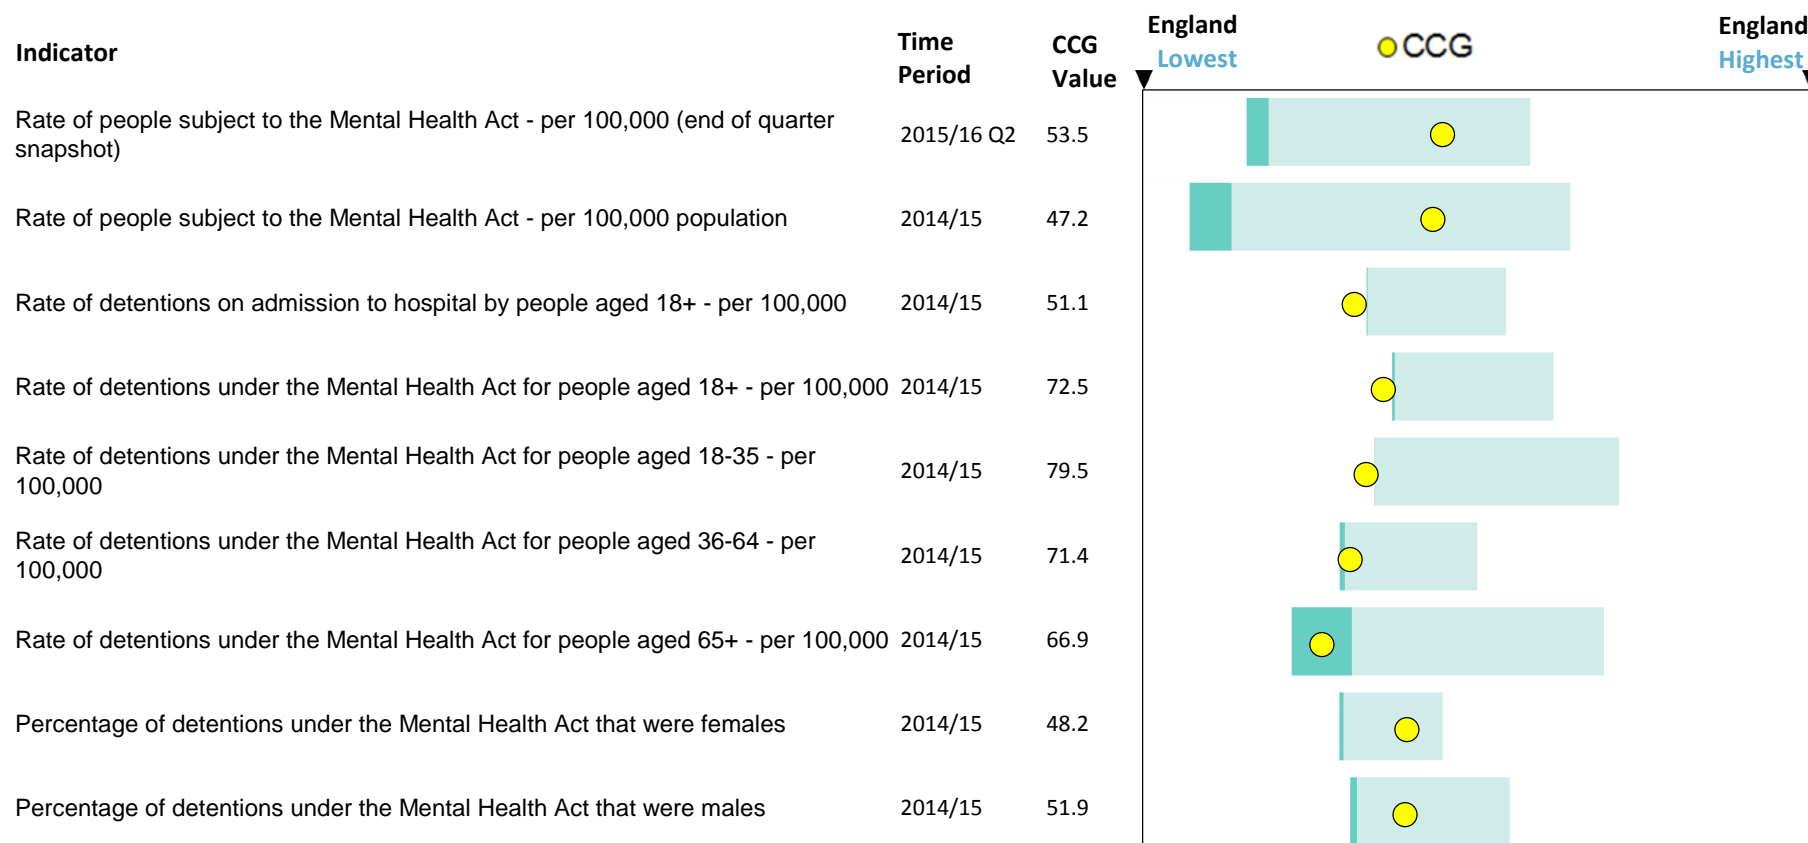 Indicator
Time
Period
CCG
Value
England
Lowest
CCG
England
Highest
Rate of people subject to the Mental Health Act - per 100,000 (end of quarter
snapshot)
2015/16 Q2
53.5
Rate of people subject to the Mental Health Act - per 100,000 population
2014/15
47.2
Rate of detentions on admission to hospital by people aged 18+ - per 100,000
2014/15
51.1
Rate of detentions under the Mental Health Act for people aged 18+ - per 100,000
2014/15
72.5
Rate of detentions under the Mental Health Act for people aged 18-35 - per
100,000
2014/15
79.5
Rate of detentions under the Mental Health Act for people aged 36-64 - per
100,000
2014/15
71.4
Rate of detentions under the Mental Health Act for people aged 65+ - per 100,000
2014/15
66.9
Percentage of detentions under the Mental Health Act that were females
2014/15
48.2
Percentage of detentions under the Mental Health Act that were males
2014/15
51.9